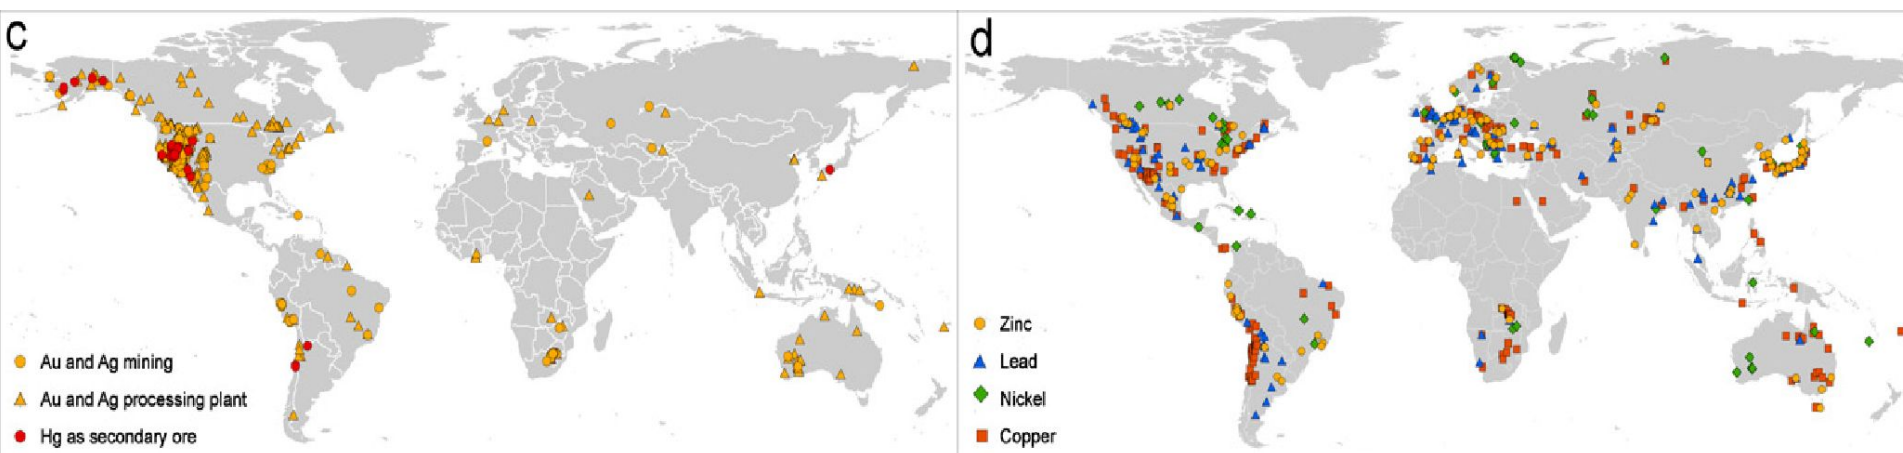 c
Au and Ag mining
Au and Ag processing plant
Hg as secondary ore
d
Zinc
Lead
Nickel
Copper